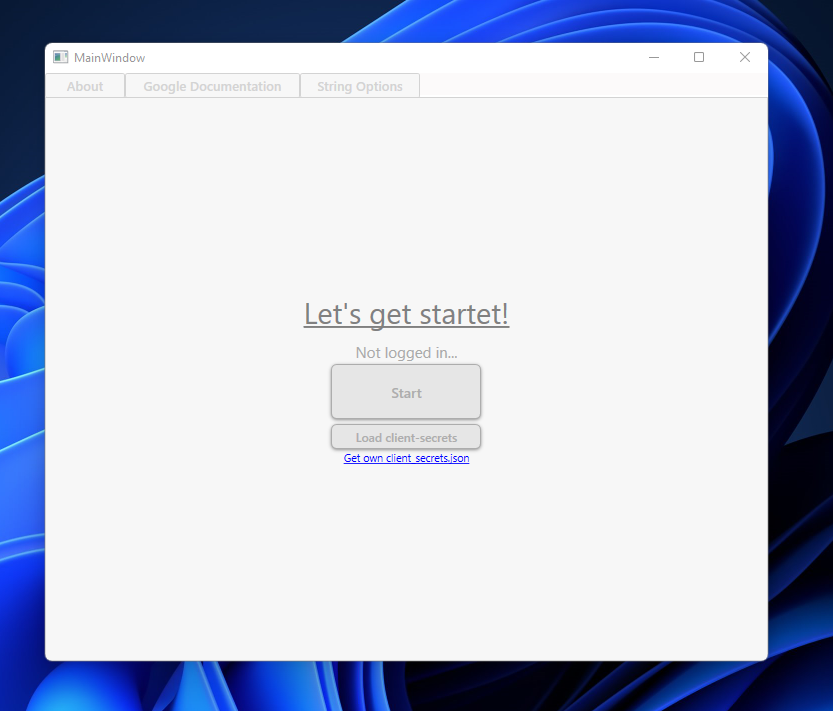 MainWindow
About Google Documentation String Options
Let's get startet!
Not logged in...
Start
Load client-secrets
Get own client_secrets.json